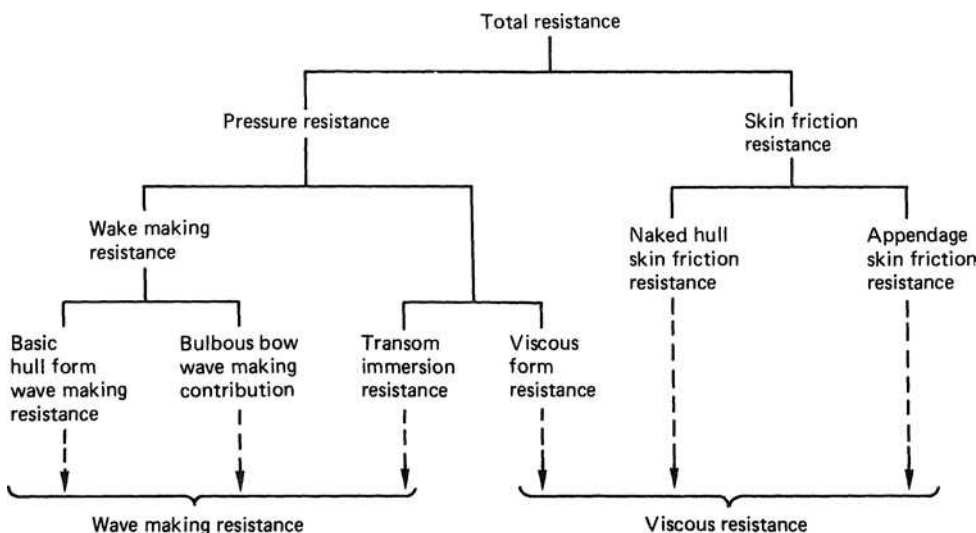 Total resistance
Pressure resistance
Skin friction
resistance
Wake making
resistance
Naked hull
skin friction
resistance
Appendage
skin friction
resistance
Basic
hull form
wave making
resistance
Bulbous bow
wave making
contribution
Transom
immersion
resistance
Viscous
form
resistance
Wave making resistance
Viscous resistance